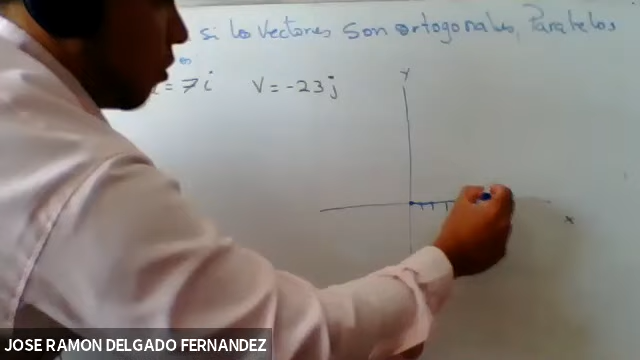 si los vectores son ortogonales, Paralelos
= 7i V = -23j
y
x
JOSE RAMON DELGADO FERNANDEZ